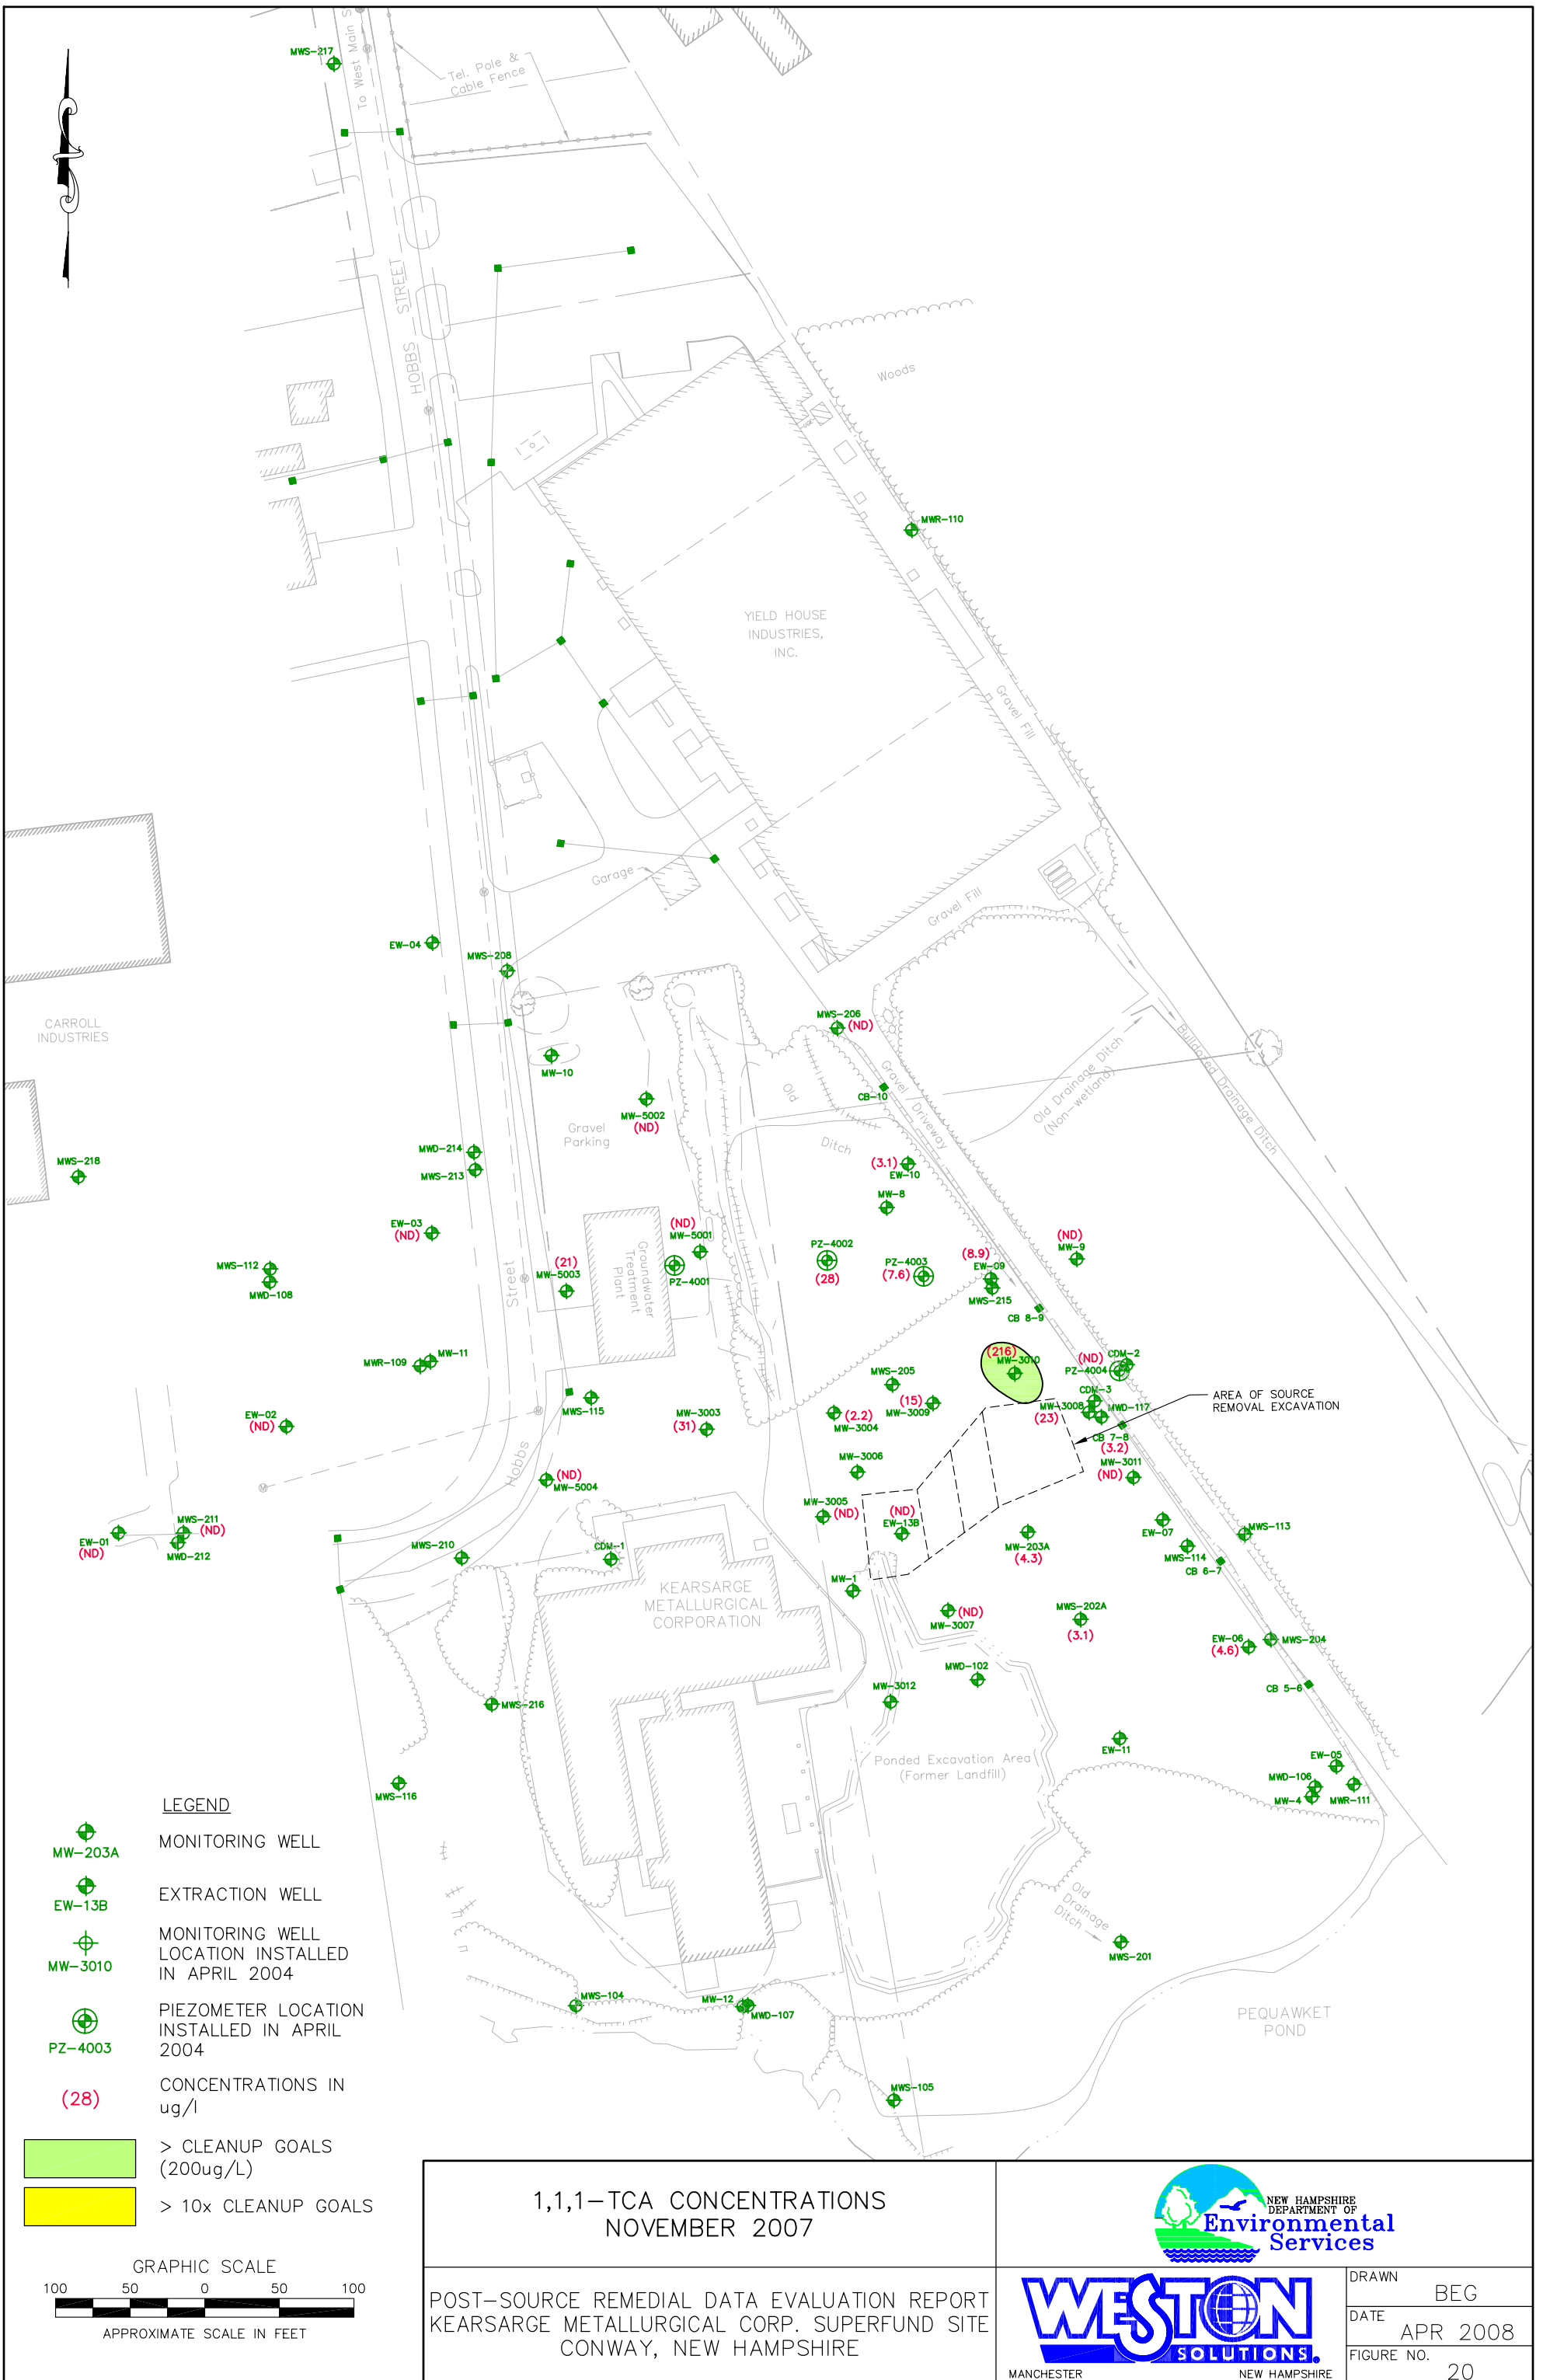 MWS-217
To West Main S
Tel. Pole &
Cable Fence
HOBBS STREET
Woods
MWR-110
YIELD HOUSE
INDUSTRIES,
INC.
Gravel Fill
Garage
Gravel Fill
EW-04
MWS-208
CARROLL
INDUSTRIES
MWS-206
(ND)
MW-10
CB-10
Gravel Driveway
Old Drainage Ditch
(Non-wetland)
Bulldozed Drainage Ditch
Old
Ditch
MW-5002
(ND)
Gravel
Parking
MWD-214
MWS-213
MWS-218
(3.1)
EW-10
MW-8
EW-03
(ND)
(ND)
MW-5001
PZ-4001
Groundwater
Treatment
Plant
PZ-4002
(28)
PZ-4003
(7.6)
(8.9)
EW-09
MWS-215
(ND)
MW-9
MWS-112
MWD-108
(21)
MW-5003
Street
CB 8-9
MWR-109
MW-11
(216)
MW-3010
(ND)
CDM-2
PZ-4004
MWS-205
CDM-3
MW-3008
(23)
MWD-117
AREA OF SOURCE
REMOVAL EXCAVATION
MWS-115
(15)
MW-3009
(2.2)
MW-3004
MW-3003
(31)
EW-02
(ND)
CB 7-8
(3.2)
MW-3011
(ND)
MW-3006
Hobbs
(ND)
MW-5004
MW-3005
(ND)
(ND)
EW-13B
MW-203A
(4.3)
EW-07
MWS-113
MWS-114
CB 6-7
MWS-211
(ND)
EW-01
(ND)
MWD-212
MWS-210
CDM-1
KEARSARGE
METALLURGICAL
CORPORATION
MW-1
(ND)
MW-3007
MWS-202A
(3.1)
EW-06
(4.6)
MWS-204
MWD-102
MW-3012
CB 5-6
MWS-216
EW-11
Ponded Excavation Area
(Former Landfill)
EW-05
MWD-106
MW-4
MWR-111
MWS-116
Old
Drainage
Ditch
MWS-201
MWS-104
MW-12
MWD-107
PEQUAWKET
POND
MWS-105
LEGEND
MW-203A
MONITORING WELL
EW-13B
EXTRACTION WELL
MW-3010
MONITORING WELL
LOCATION INSTALLED
IN APRIL 2004
PZ-4003
PIEZOMETER LOCATION
INSTALLED IN APRIL
2004
(28)
CONCENTRATIONS IN
ug/l
> CLEANUP GOALS
(200ug/L)
> 10x CLEANUP GOALS
GRAPHIC SCALE
100 50 0 50 100
APPROXIMATE SCALE IN FEET
1,1,1-TCA CONCENTRATIONS
NOVEMBER 2007
POST-SOURCE REMEDIAL DATA EVALUATION REPORT
KEARSARGE METALLURGICAL CORP. SUPERFUND SITE
CONWAY, NEW HAMPSHIRE
NEW HAMPSHIRE
DEPARTMENT OF
Environmental
Services
WESTON
SOLUTIONS®
MANCHESTER NEW HAMPSHIRE
DRAWN
BEG
DATE
APR 2008
FIGURE NO.
20